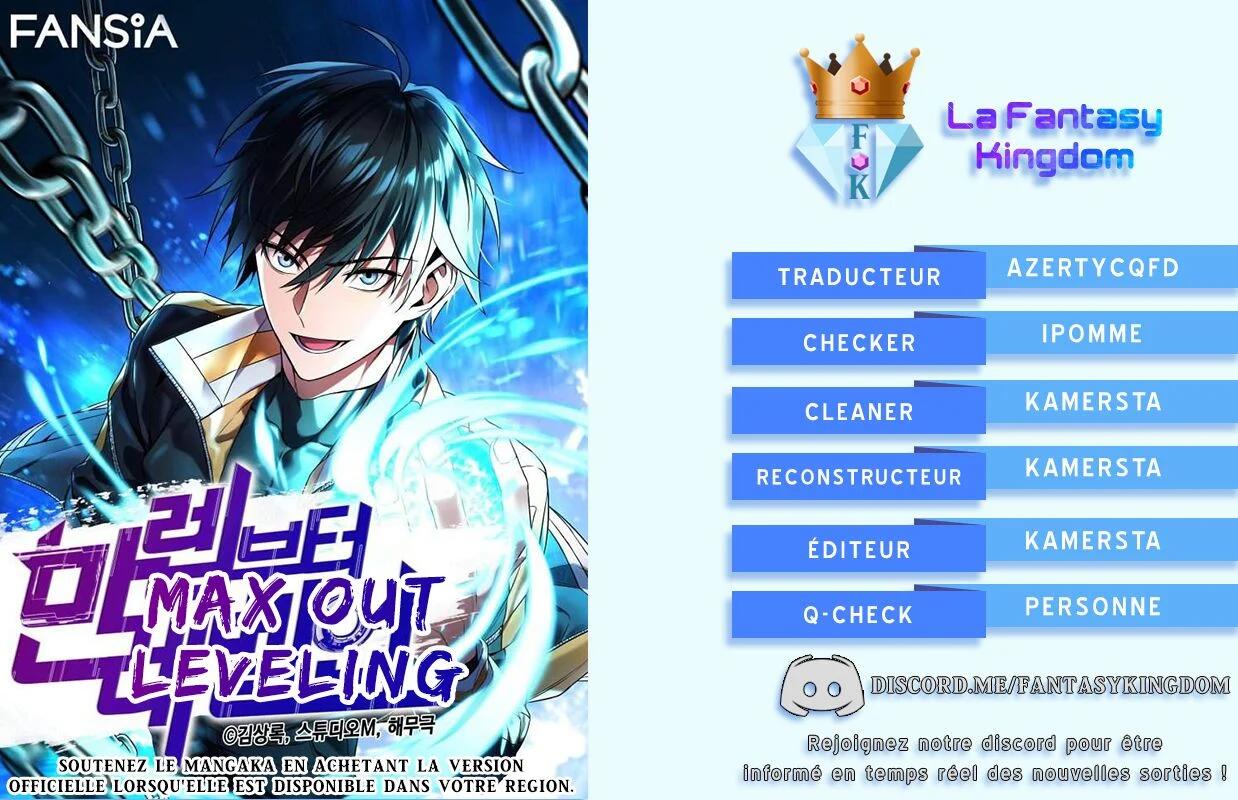 FANSiA
한 렙부터
MAX OUT
LEVELING
©김상록, 스튜디오M, 해무극
SOUTENEZ LE MANGAKA EN ACHETANT LA VERSION
OFFICIELLE LORSQU'ELLE EST DISPONIBLE DANS VOTRE REGION.
F
K
La Fantasy
Kingdom
TRADUCTEUR AZERTYCQFD
CHECKER IPOMME
CLEANER KAMERSTA
RECONSTRUCTEUR KAMERSTA
ÉDITEUR KAMERSTA
Q-CHECK PERSONNE
DISCORD.ME/FANTASYKINGDOM
Rejoignez notre discord pour être
informé en temps réel des nouvelles sorties !